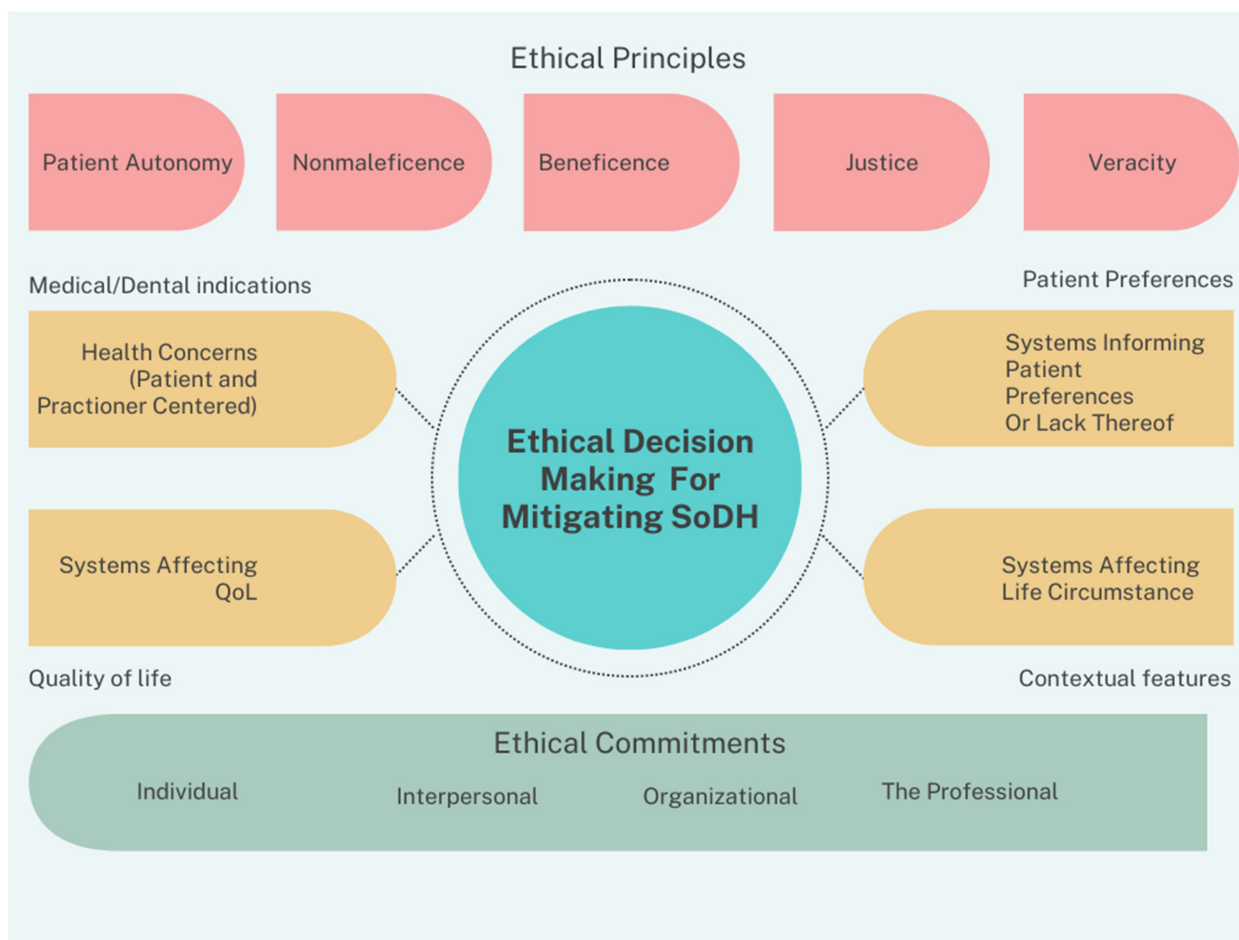 Ethical Principles
Patient Autonomy
Nonmaleficence
Beneficence
Justice
Veracity
Medical/Dental indications
Patient Preferences
Health Concerns
(Patient and
Practioner Centered)
Systems Informing
Patient
Preferences
Or Lack Thereof
Ethical Decision
Making For
Mitigating SoDH
Systems Affecting
QoL
Systems Affecting
Life Circumstance
Quality of life
Contextual features
Ethical Commitments
Individual
Interpersonal
Organizational
The Professional